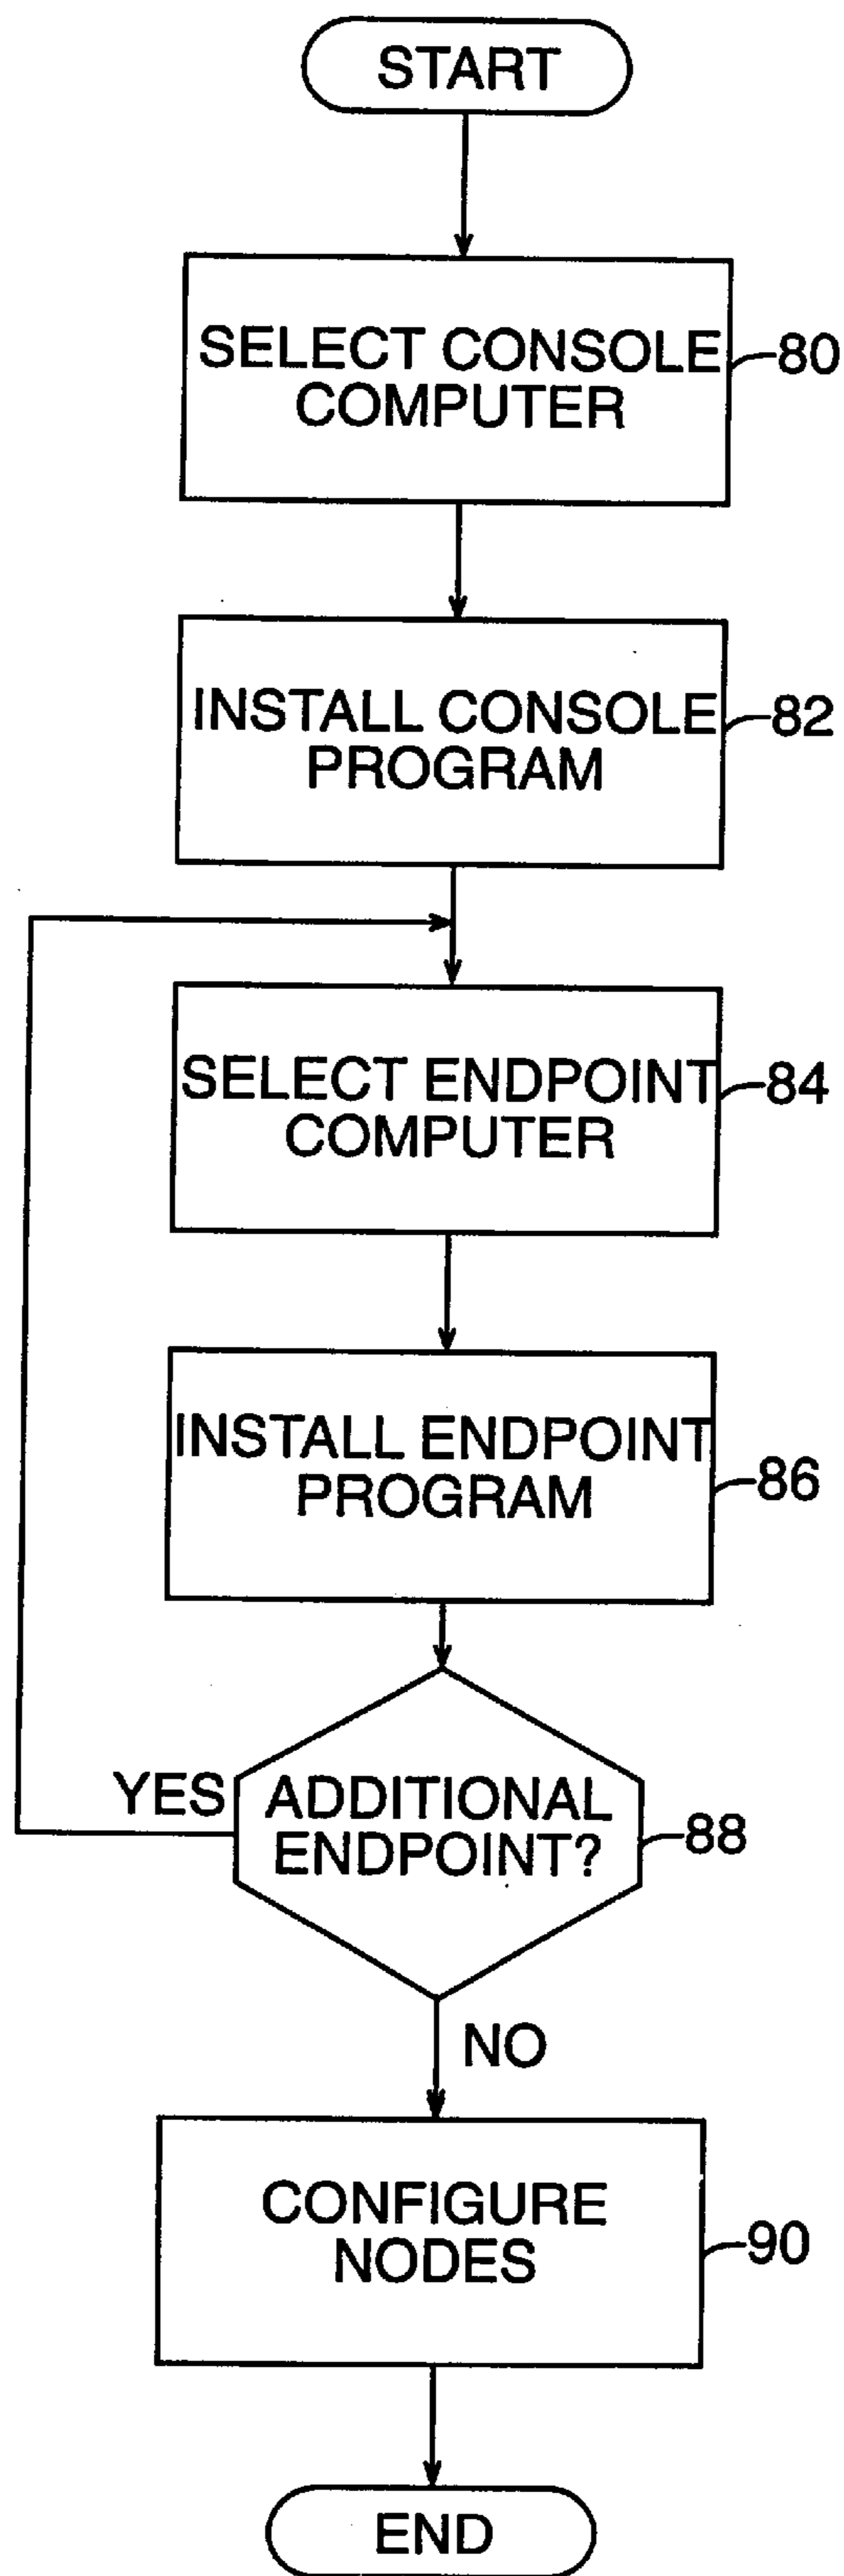 START
SELECT CONSOLE
COMPUTER
80
INSTALL CONSOLE
PROGRAM
82
SELECT ENDPOINT
COMPUTER
84
INSTALL ENDPOINT
PROGRAM
86
YES
ADDITIONAL
ENDPOINT?
88
NO
CONFIGURE
NODES
90
END